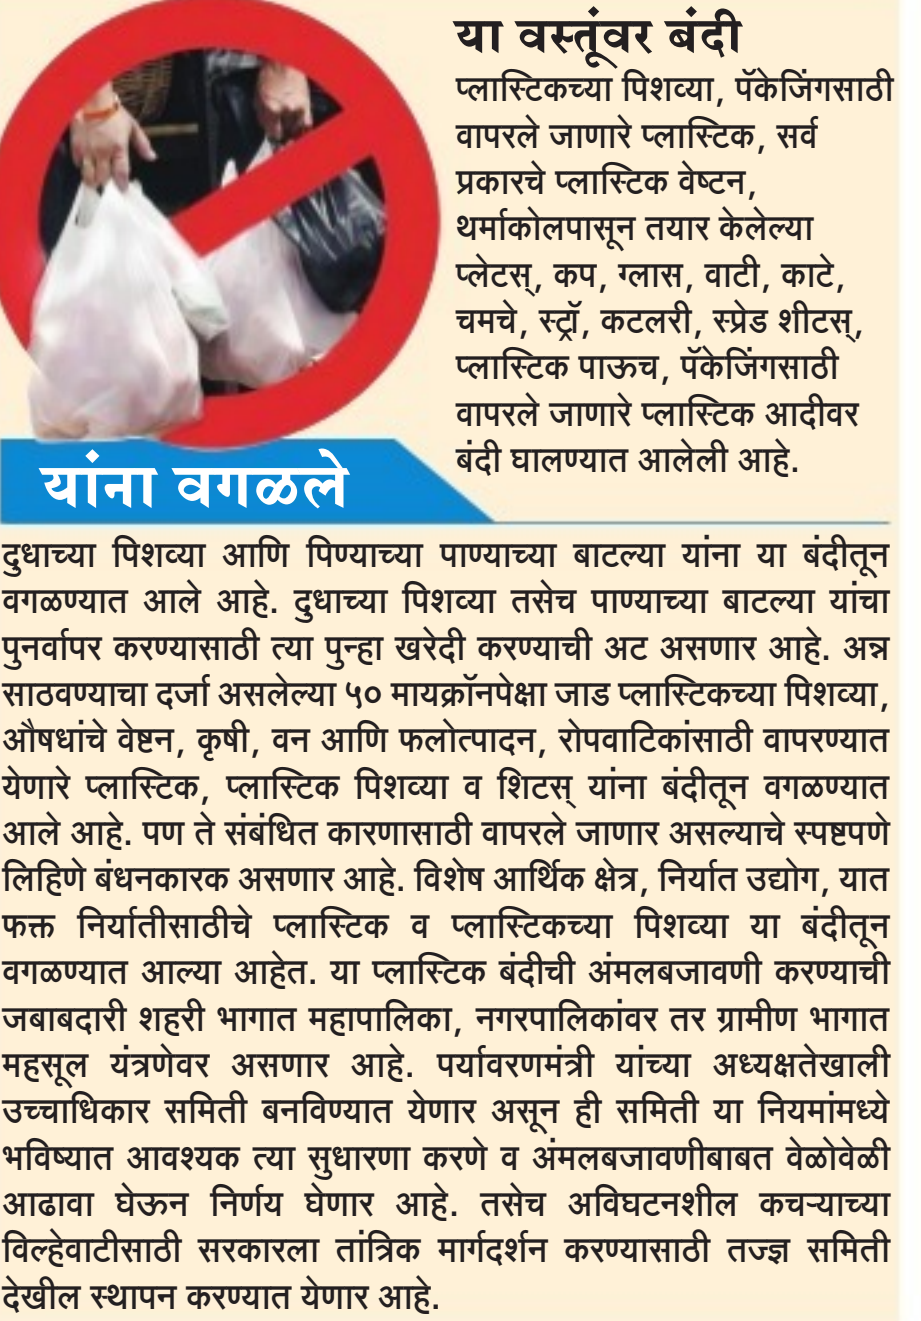 या वस्तूंवर बंदी
प्लास्टिकच्या पिशव्या, पॅकेजिंगसाठी
वापरले जाणारे प्लास्टिक, सर्व
प्रकारचे प्लास्टिक वेष्टन,
थर्माकोलपासून तयार केलेल्या
प्लेटस्, कप, ग्लास, वाटी, काटे,
चमचे, स्ट्रॉ, कटलरी, स्प्रेड शीटस्,
प्लास्टिक पाऊच, पॅकेजिंगसाठी
वापरले जाणारे प्लास्टिक आदीवर
बंदी घालण्यात आलेली आहे.
यांना वगळले
दुधाच्या पिशव्या आणि पिण्याच्या पाण्याच्या बाटल्या यांना या बंदीतून
वगळण्यात आले आहे. दुधाच्या पिशव्या तसेच पाण्याच्या बाटल्या यांचा
पुनर्वापर करण्यासाठी त्या पुन्हा खरेदी करण्याची अट असणार आहे. अन्न
साठवण्याचा दर्जा असलेल्या ५० मायक्रॉनपेक्षा जाड प्लास्टिकच्या पिशव्या,
औषधांचे वेष्टन, कृषी, वन आणि फलोत्पादन, रोपवाटिकांसाठी वापरण्यात
येणारे प्लास्टिक, प्लास्टिक पिशव्या व शिटस् यांना बंदीतून वगळण्यात
आले आहे. पण ते संबंधित कारणासाठी वापरले जाणार असल्याचे स्पष्टपणे
लिहिणे बंधनकारक असणार आहे. विशेष आर्थिक क्षेत्र, निर्यात उद्योग, यात
फक्त निर्यातीसाठीचे प्लास्टिक व प्लास्टिकच्या पिशव्या या बंदीतून
वगळण्यात आल्या आहेत. या प्लास्टिक बंदीची अंमलबजावणी करण्याची
जबाबदारी शहरी भागात महापालिका, नगरपालिकांवर तर ग्रामीण भागात
महसूल यंत्रणेवर असणार आहे. पर्यावरणमंत्री यांच्या अध्यक्षतेखाली
उच्चाधिकार समिती बनविण्यात येणार असून ही समिती या नियमांमध्ये
भविष्यात आवश्यक त्या सुधारणा करणे व अंमलबजावणीबाबत वेळोवेळी
आढावा घेऊन निर्णय घेणार आहे. तसेच अविघटनशील कचऱ्याच्या
विल्हेवाटीसाठी सरकारला तांत्रिक मार्गदर्शन करण्यासाठी तज्ज्ञ समिती
देखील स्थापन करण्यात येणार आहे.